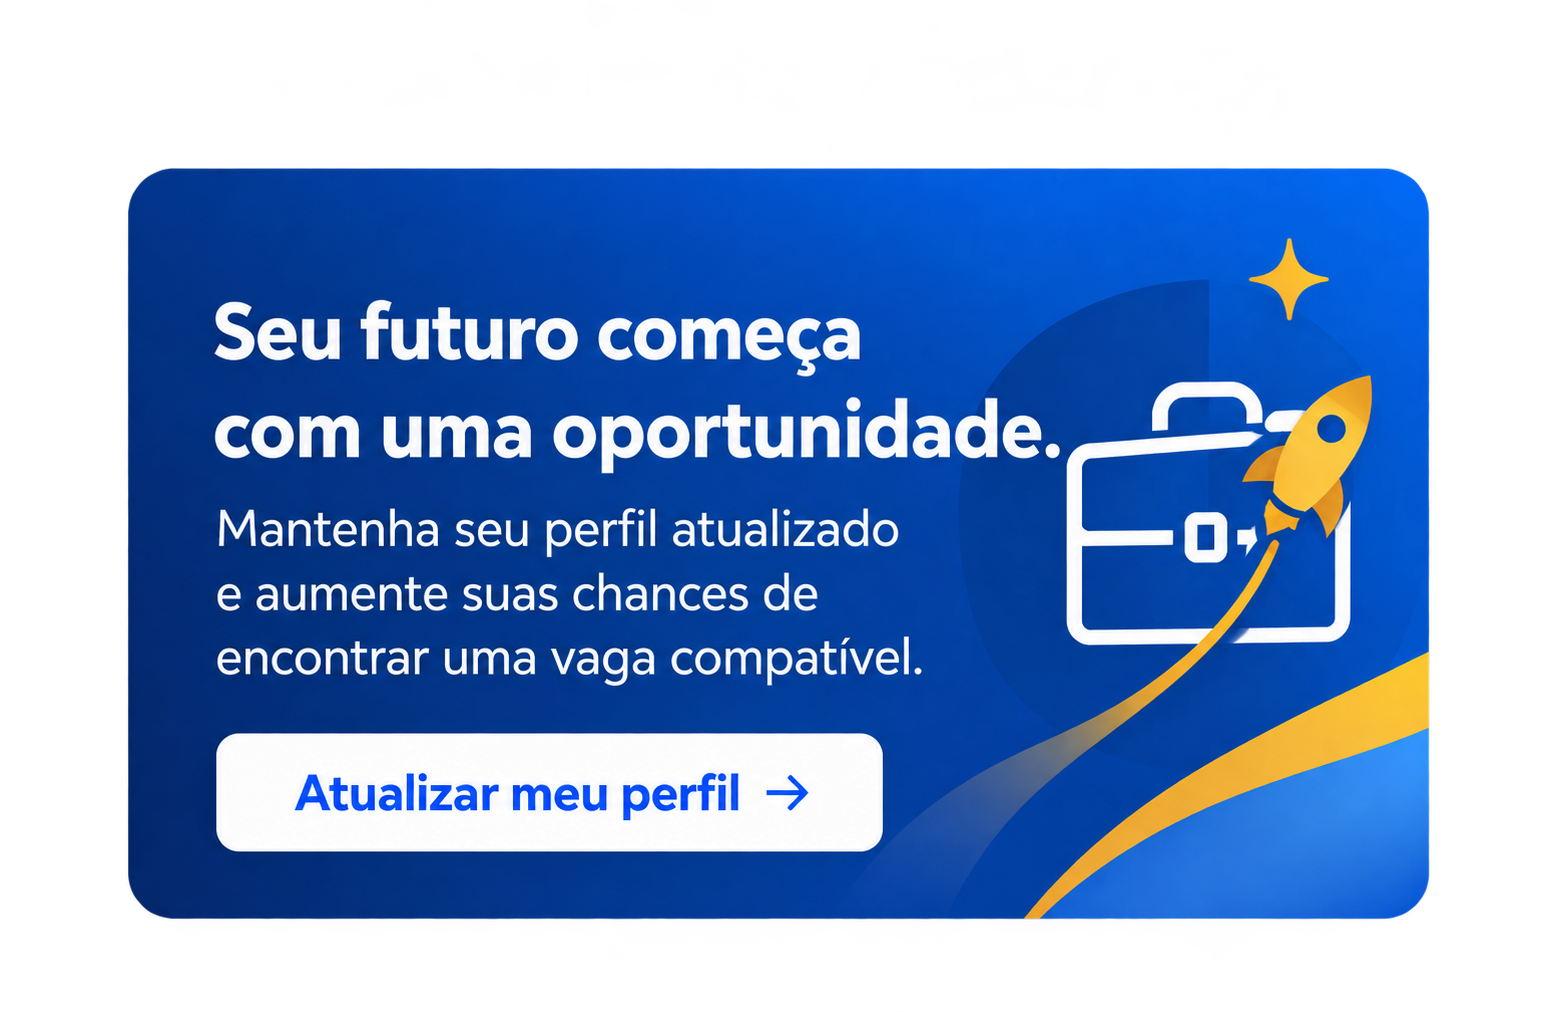 Seu futuro começa
com uma oportunidade.
Mantenha seu perfil atualizado
e aumente suas chances de
encontrar uma vaga compatível.
Atualizar meu perfil →